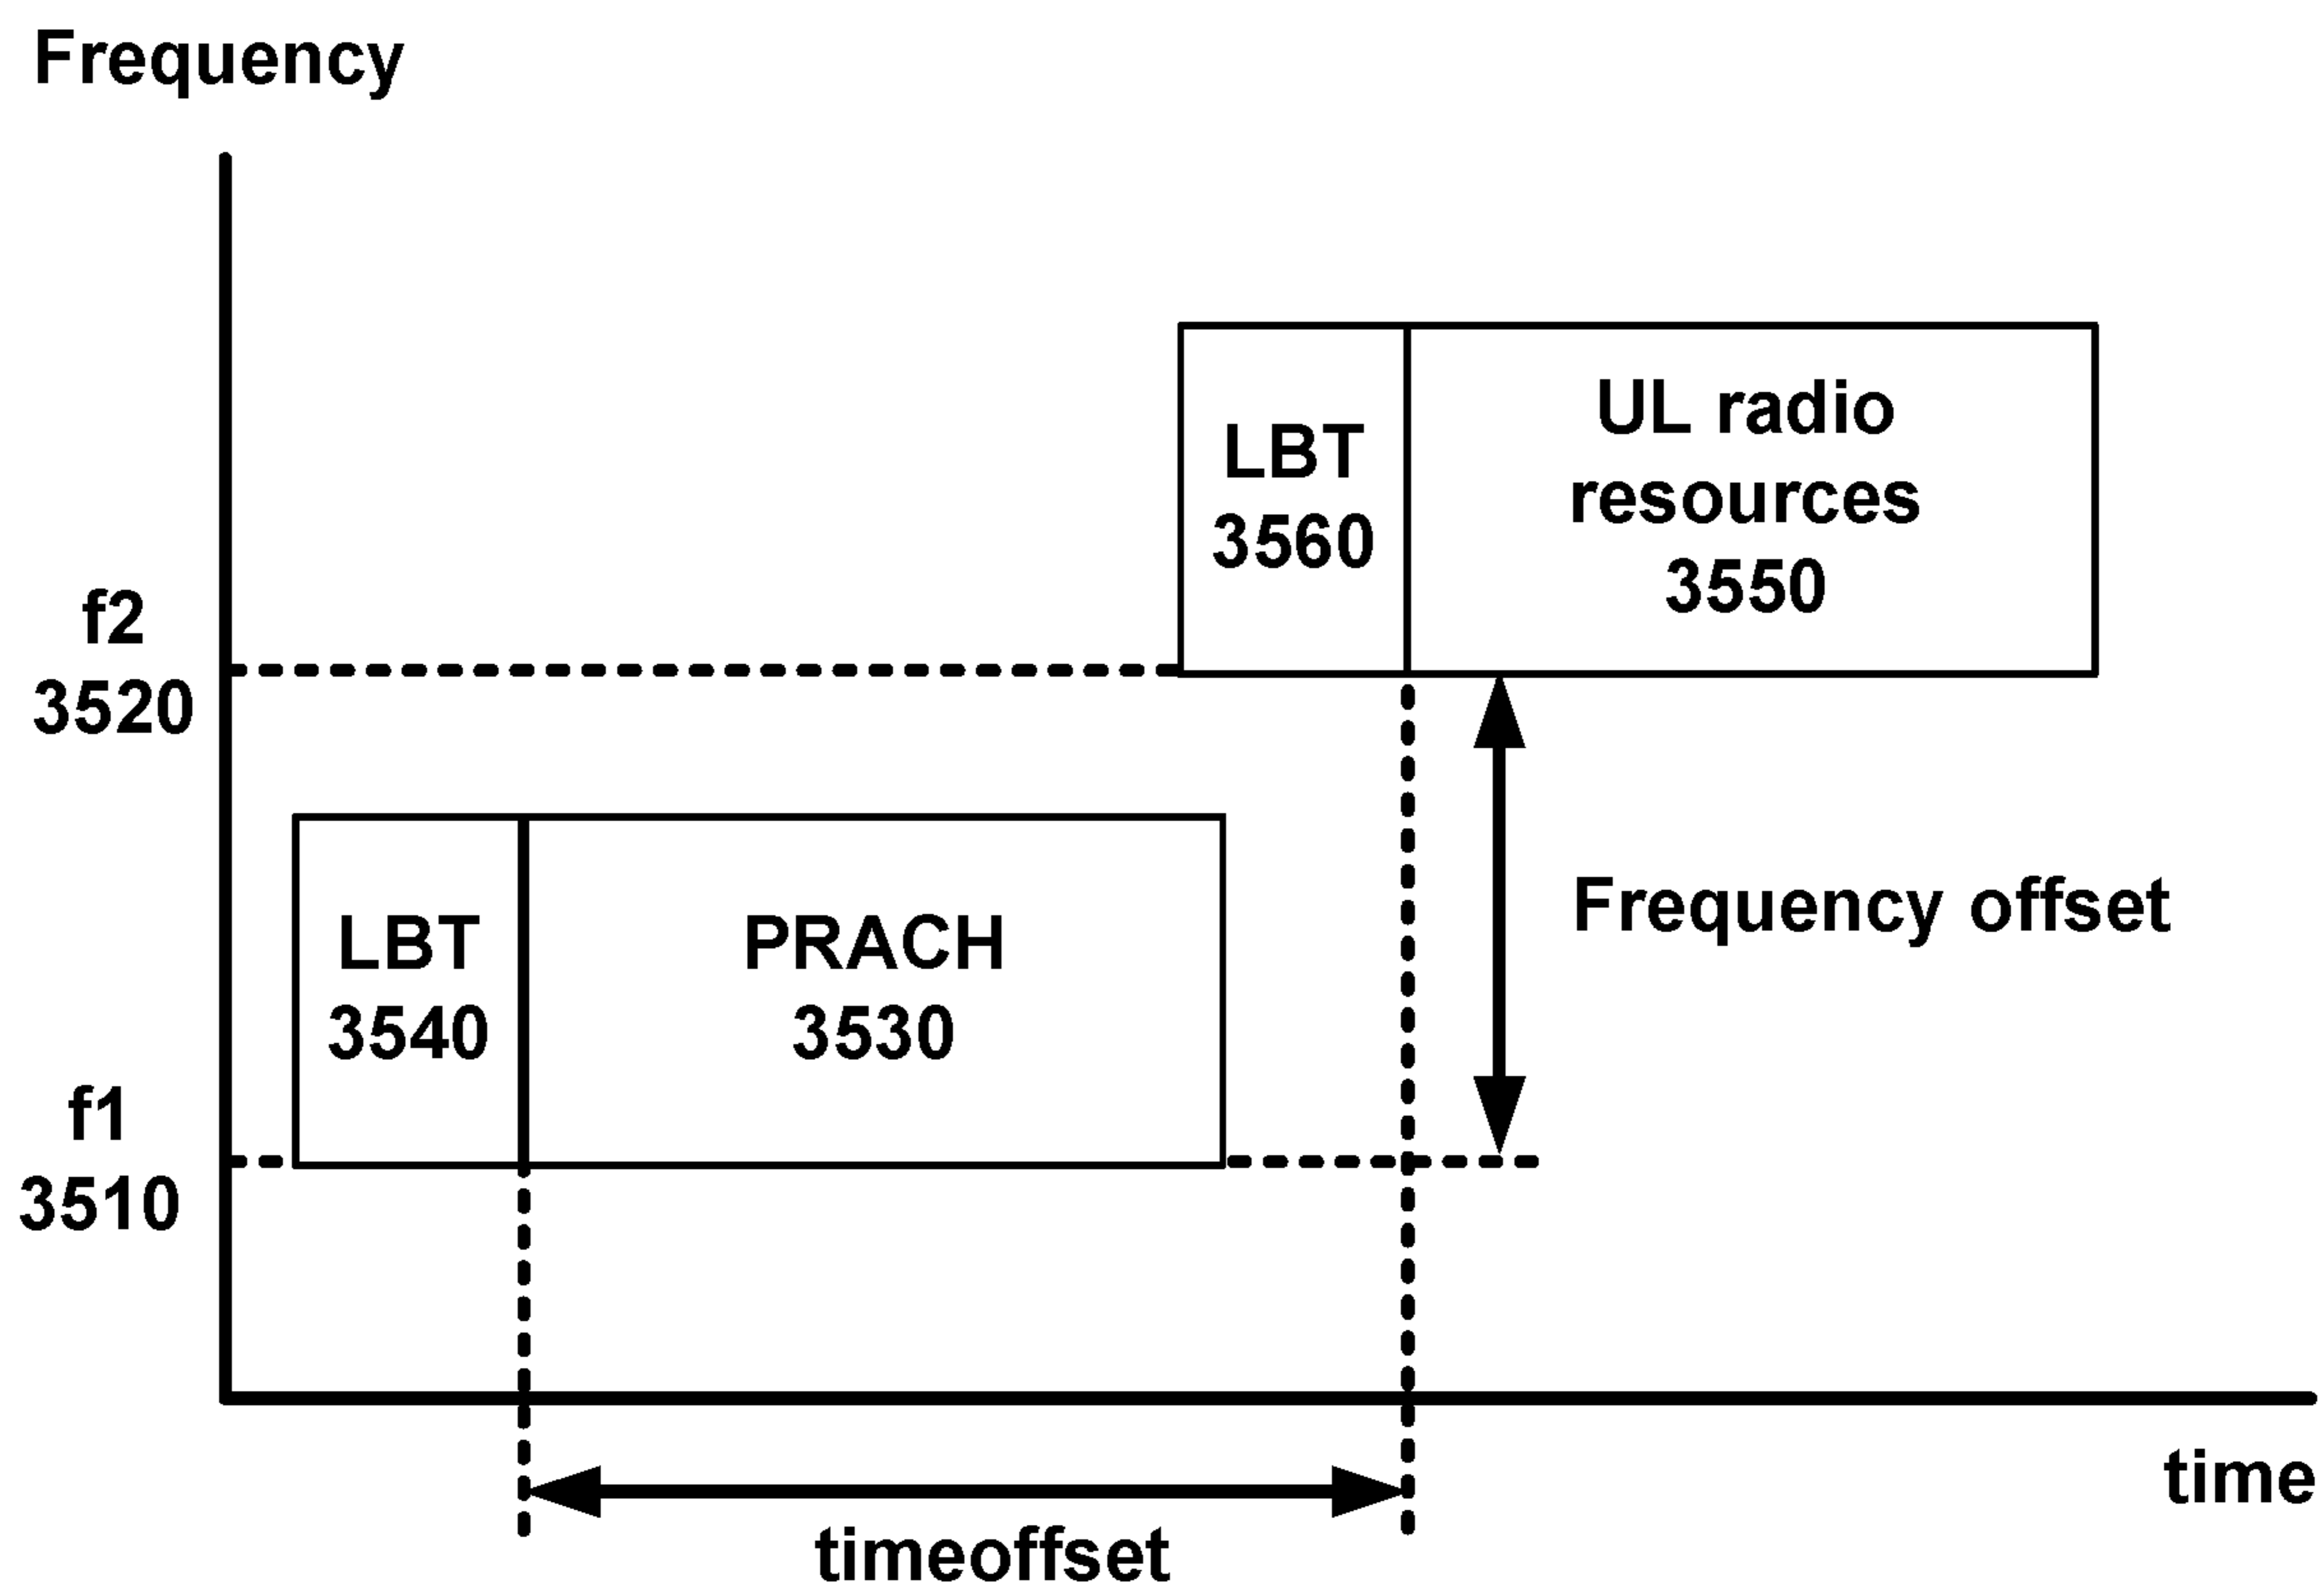 Frequency
LBT
3560
UL radio
resources
3550
f2
3520
LBT
3540
PRACH
3530
Frequency offset
f1
3510
time
timeoffset